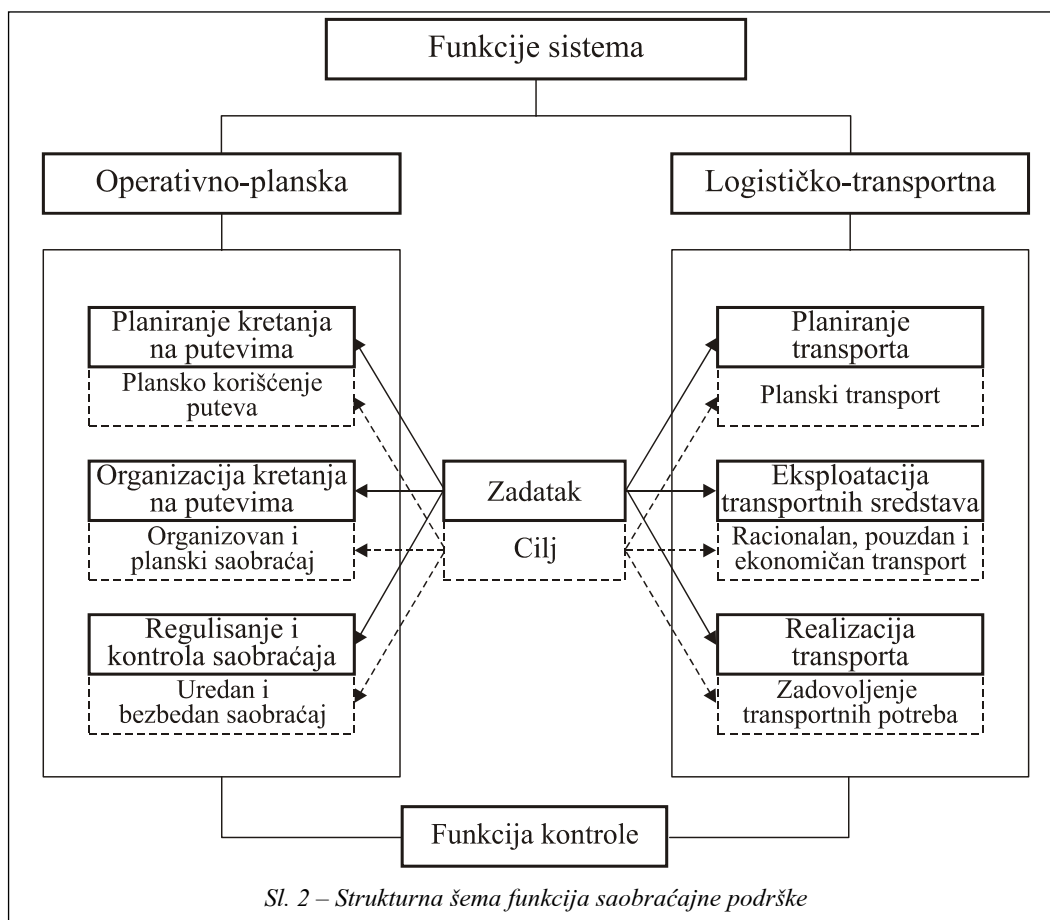 Funkcije sistema
Operativno-planska
Logističko-transportna
Planiranje kretanja
na putevima
Plansko korišćenje
puteva
Organizacija kretanja
na putevima
Organizovan i
planski saobraćaj
Regulisanje i
kontrola saobraćaja
Uredan i
bezbedan saobraćaj
Zadatak
Cilj
Planiranje
transporta
Planski transport
Eksploatacija
transportnih sredstava
Racionalan, pouzdan i
ekonomičan transport
Realizacija
transporta
Zadovoljenje
transportnih potreba
Funkcija kontrole
Sl. 2 – Strukturna šema funkcija saobraćajne podrške